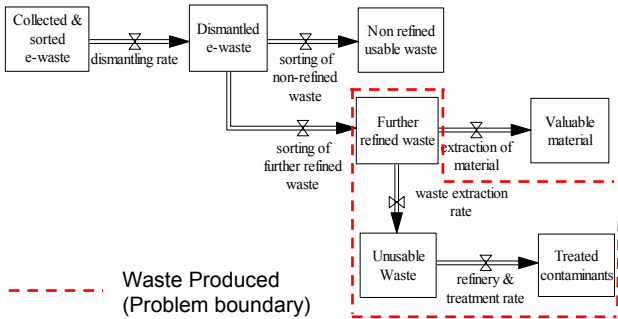 Collected &
sorted
e-waste
dismantling rate
Dismantled
e-waste
sorting of
non-refined
waste
Non refined
usable waste
sorting of
further refined
waste
Further
refined waste
extraction of
material
Valuable
material
waste extraction
rate
Unusable
Waste
refinery &
treatment rate
Treated
contaminants
Waste Produced
(Problem boundary)